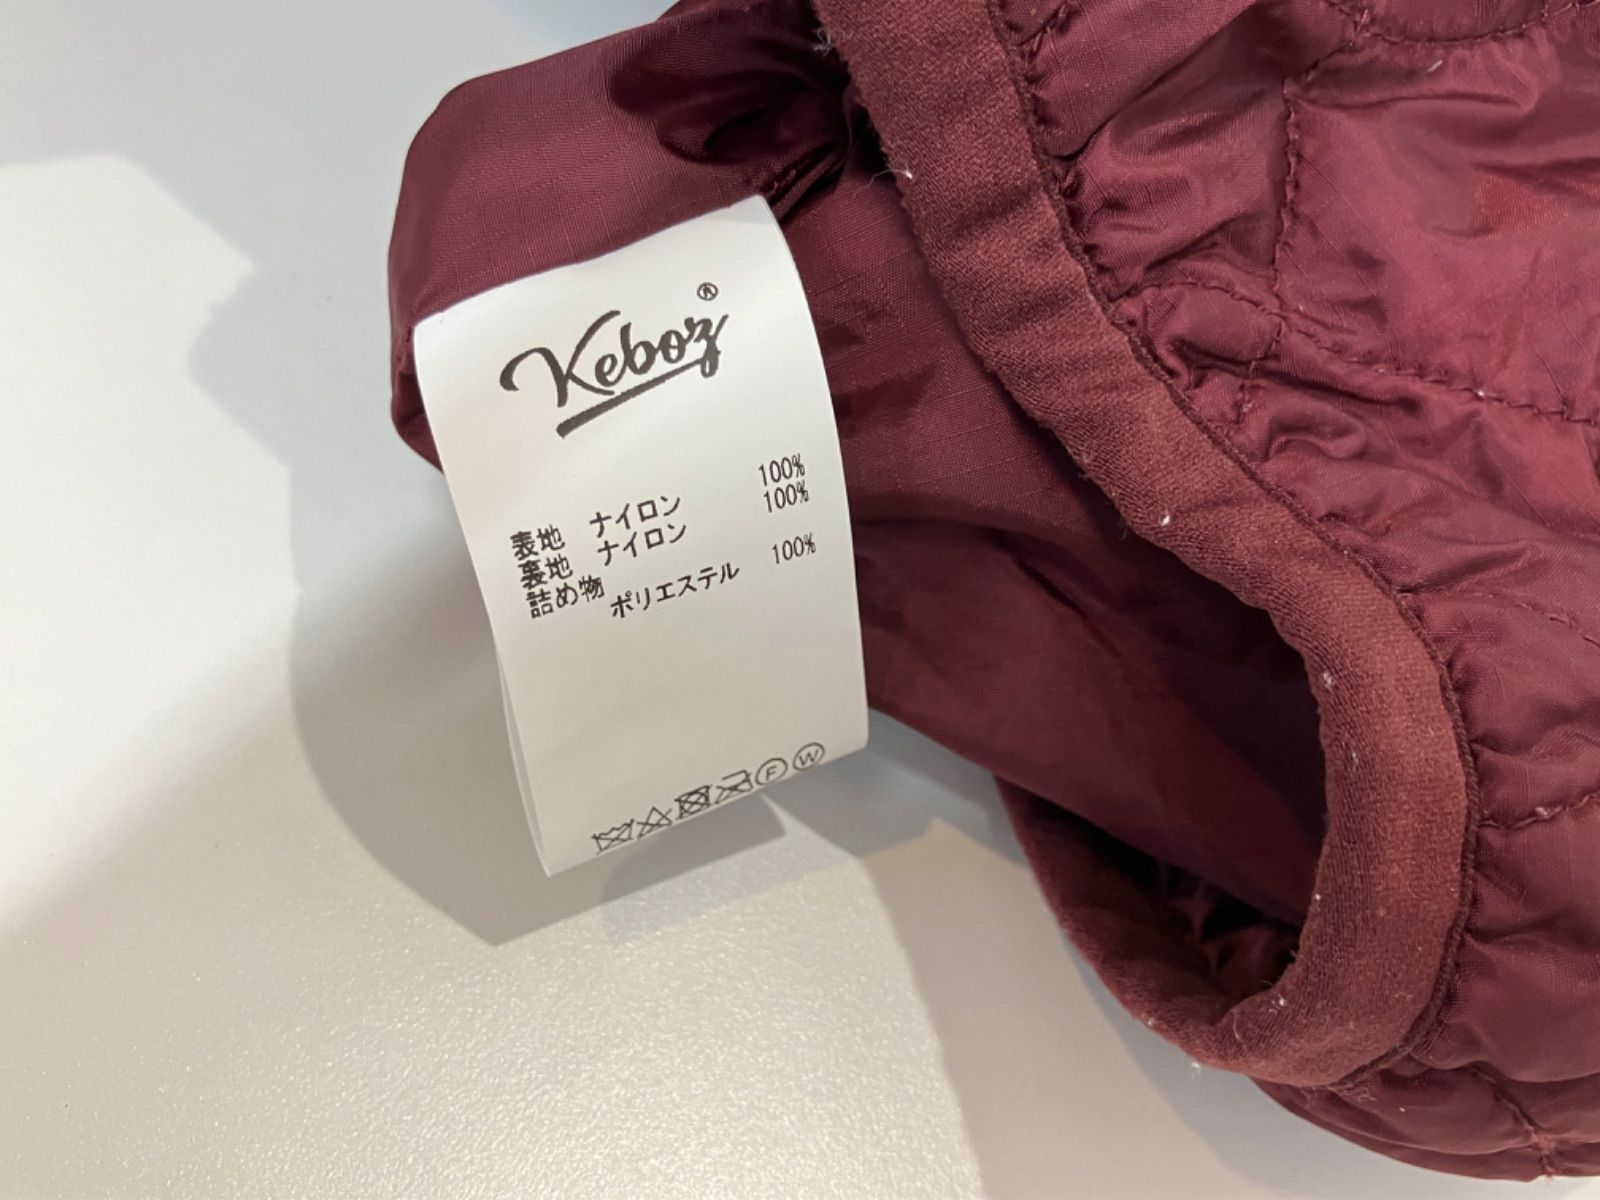 Keboz®
表地 ナイロン 100%
裏地 ナイロン 100%
詰め物
ポリエステル 100%
F W